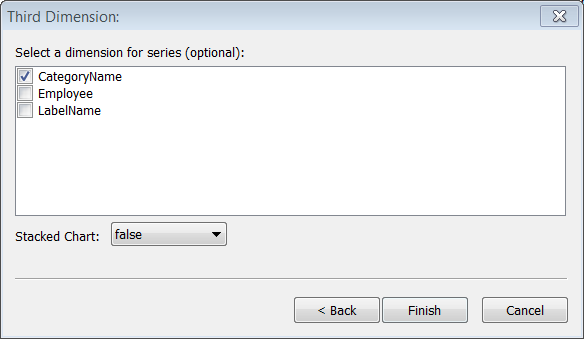 Third Dimension:
Select a dimension for series (optional):
CategoryName
Employee
LabelName
Stacked Chart: false
< Back Finish Cancel